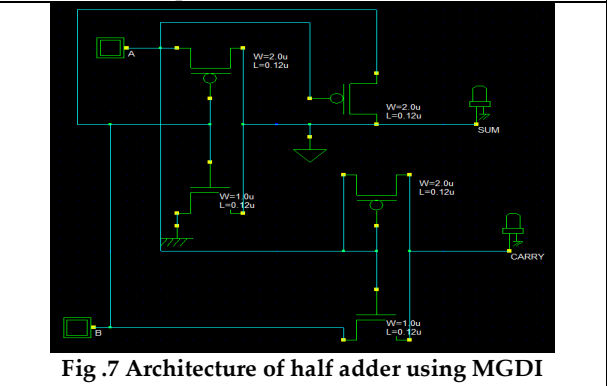 A
W=2.0u
L=0.12u
W=2.0u
L=0.12u
SUM
W=2.0u
L=0.12u
W=1.0u
L=0.12u
CARRY
W=1.0u
L=0.12u
B
Fig .7 Architecture of half adder using MGDI